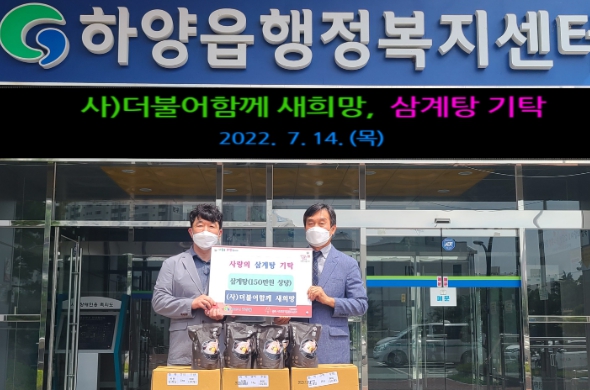 하양읍행정복지센터
사)더불어함께 새희망, 삼계탕 기탁
2022. 7. 14. (목)
사랑의 삼계탕 기탁
삼계탕(150만원 상당)
(사)더불어함께 새희망